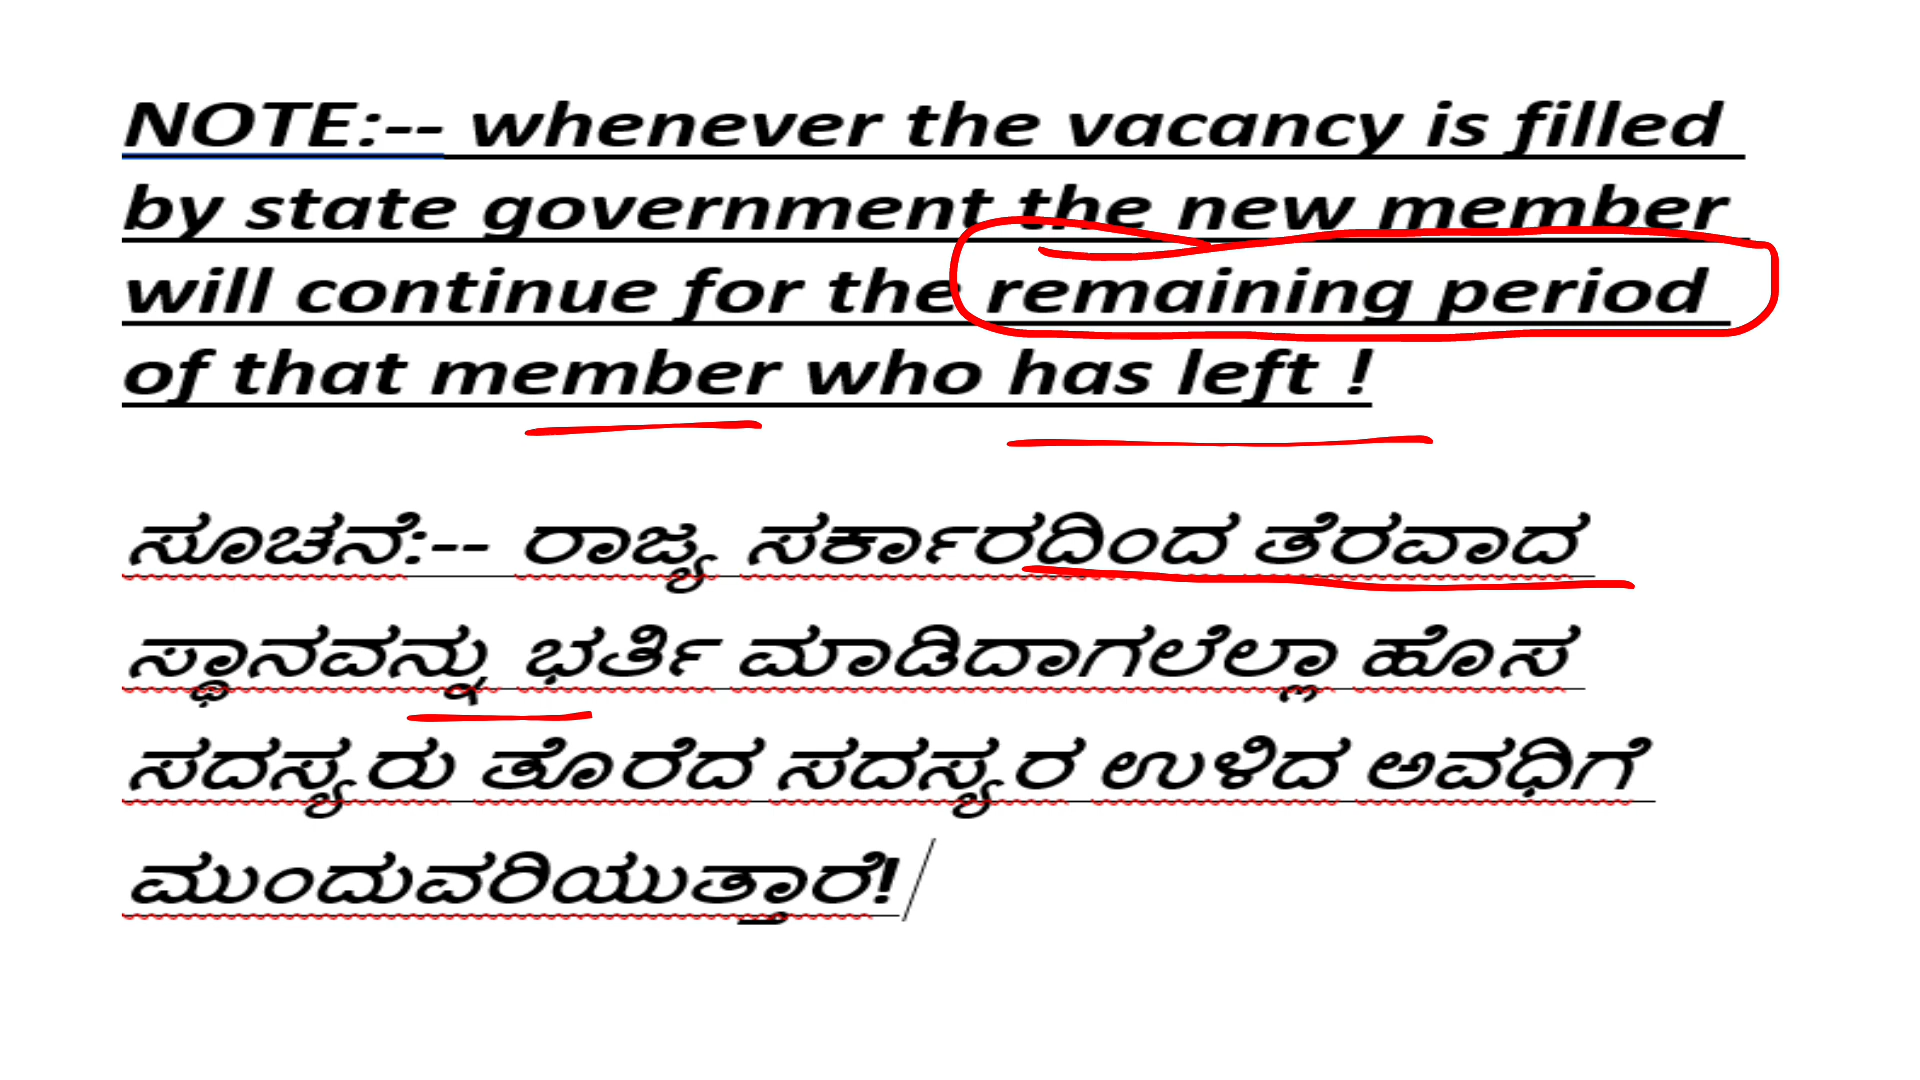 NOTE:-- whenever the vacancy is filled
by state government the new member
will continue for the remaining period
of that member who has left !
ಸೂಚನೆ:-- ರಾಜ್ಯ ಸರ್ಕಾರದಿಂದ ತೆರವಾದ
ಸ್ಥಾನವನ್ನು ಭರ್ತಿ ಮಾಡಿದಾಗಲೆಲ್ಲಾ ಹೊಸ
ಸದಸ್ಯರು ತೊರೆದ ಸದಸ್ಯರ ಉಳಿದ ಅವಧಿಗೆ
ಮುಂದುವರಿಯುತ್ತಾರೆ!